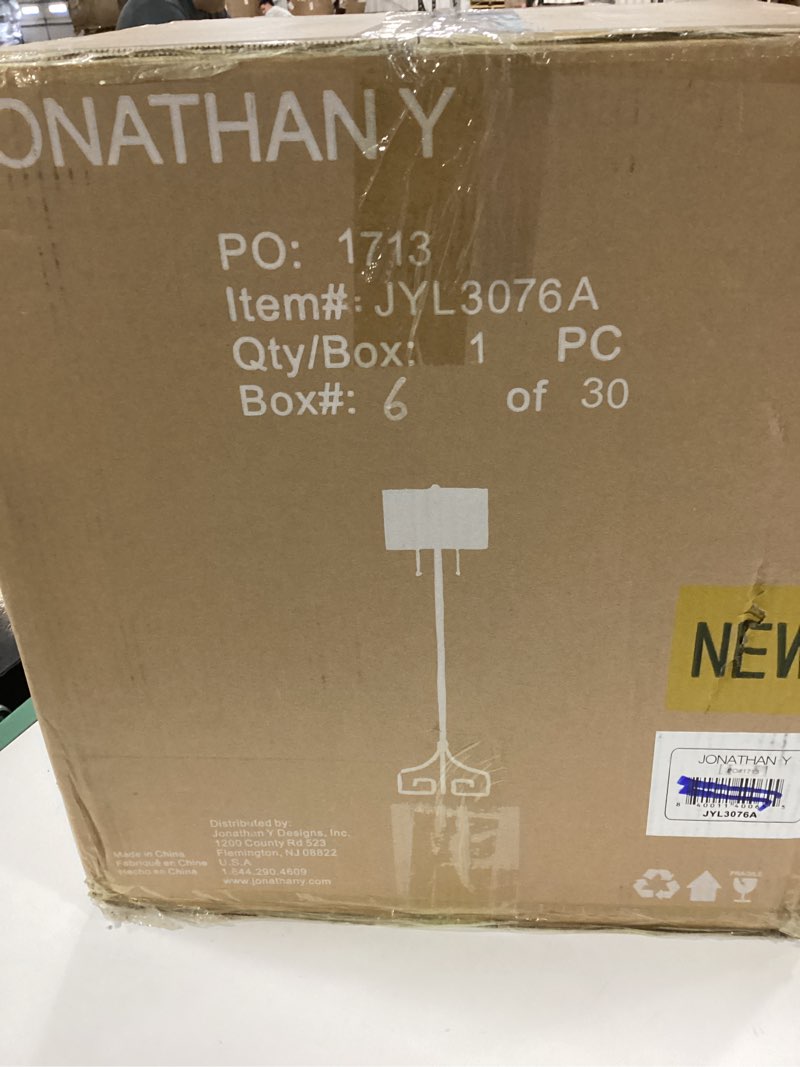 ONATHAN Y
PO: 1713
Item#: JYL3076A
Qty/Box: 1 PC
Box#: 6 of 30
NEW
JONATHAN Y
JYL3076A
Distributed by:
Jonathan Y Designs, Inc.
1200 County Rd 523
Flemington, NJ 08822
U.S.A
1.844.290.4609
www.jonathany.com
Made in China
Fabriqué en Chine
Hecho en China
FRAGILE